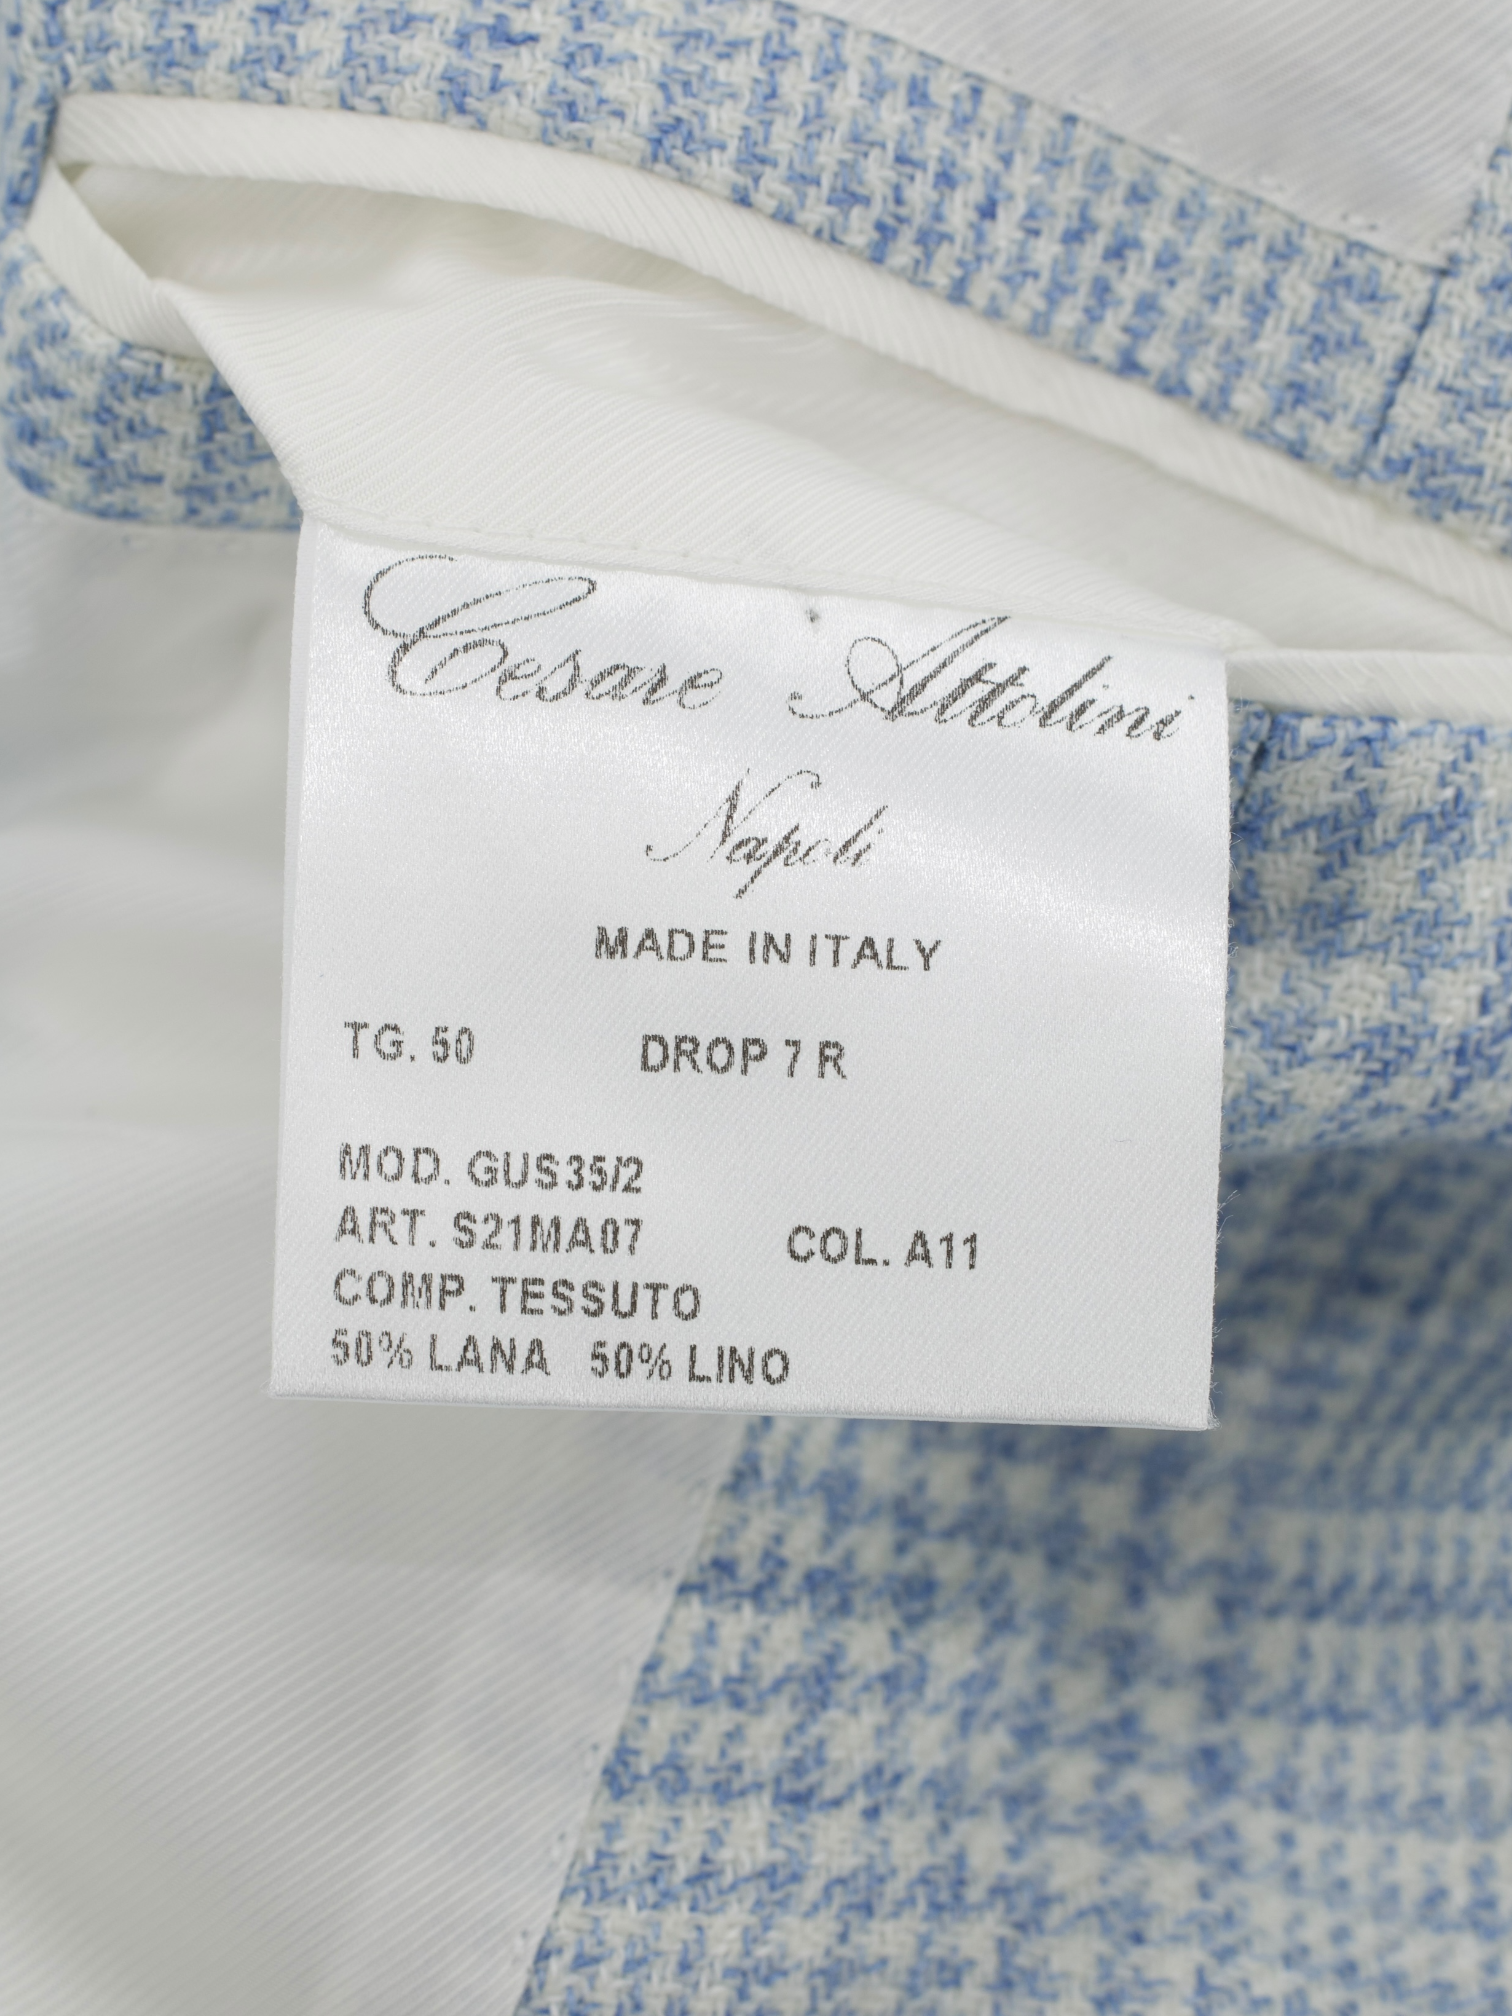 Cesare Attolini
Napoli
MADE IN ITALY
TG. 50 DROP 7 R
MOD. GUS35/2
ART. S21MA07 COL. A11
COMP. TESSUTO
50% LANA 50% LINO